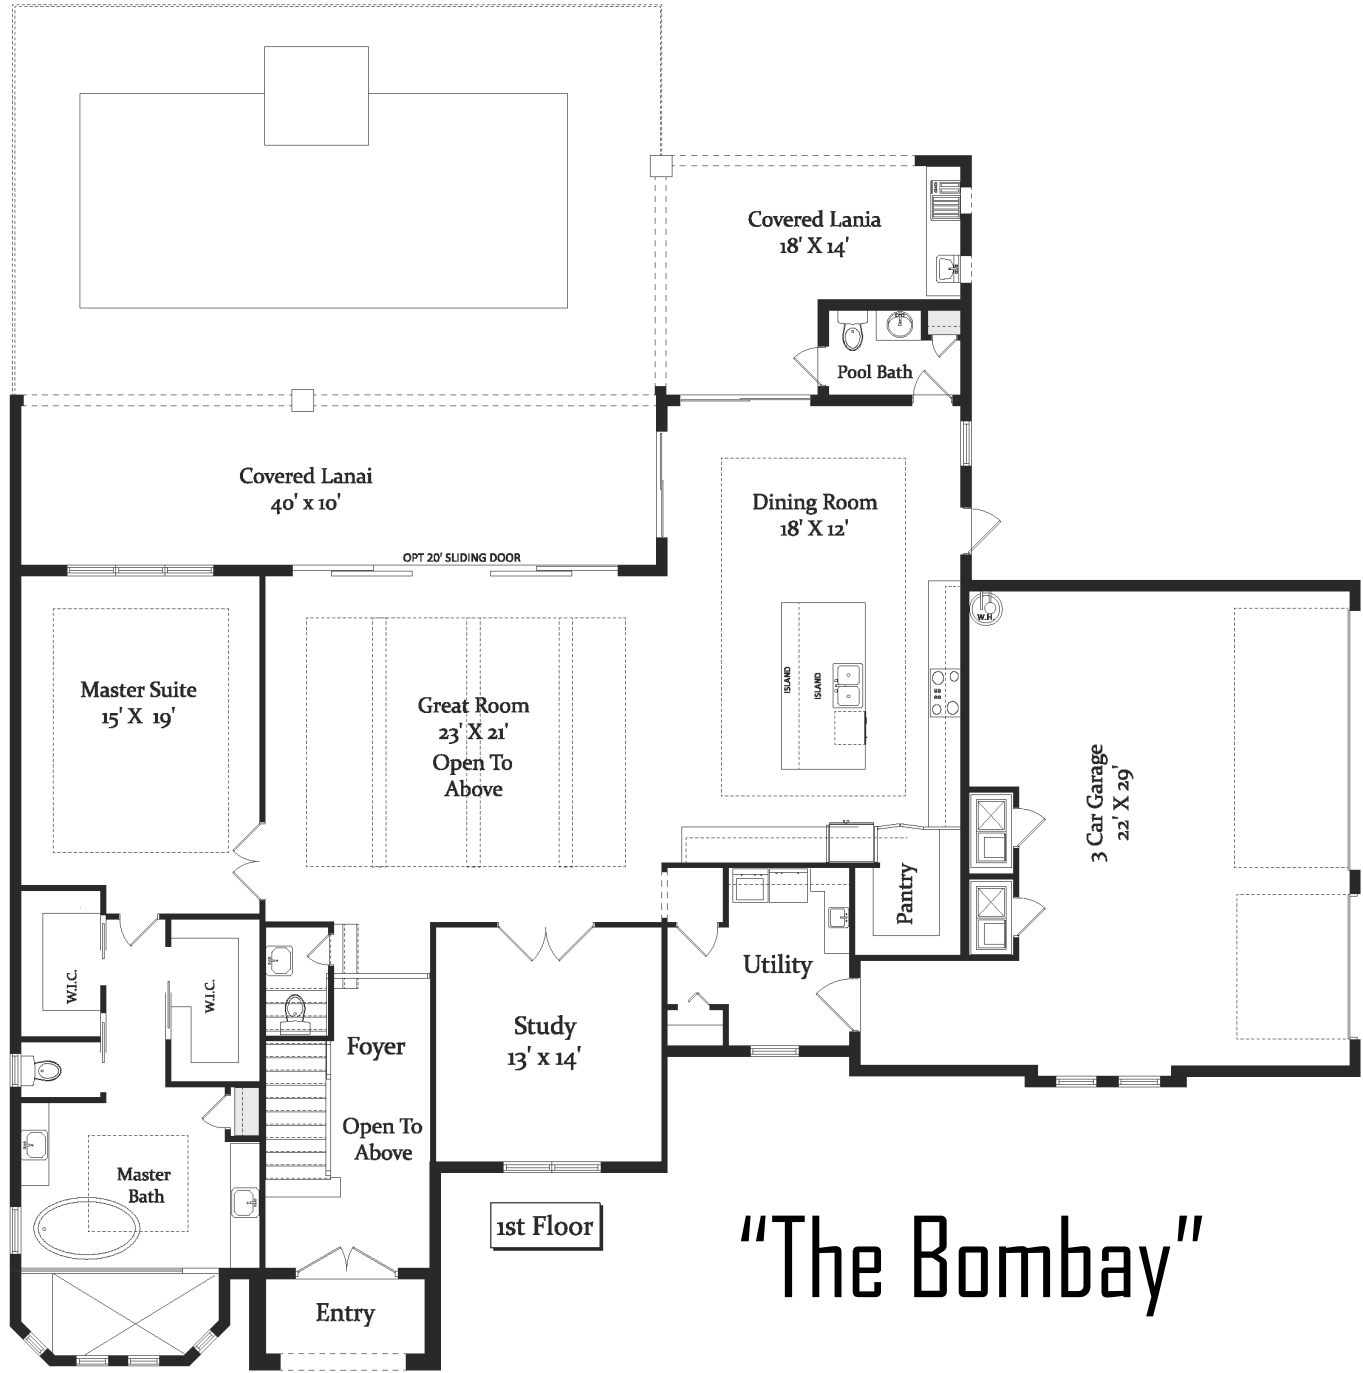 Covered Lania
18' X 14'
Pool Bath
Covered Lanai
40' x 10'
Dining Room
18' X 12'
OPT 20' SLIDING DOOR
W.H.
Master Suite
15' X 19'
Great Room
23' X 21'
Open To
Above
ISLAND
ISLAND
3 Car Garage
22' X 29'
Pantry
Utility
W.I.C.
W.I.C.
Study
13' x 14'
Foyer
Open To
Above
Master
Bath
1st Floor
Entry
“The Bombay”